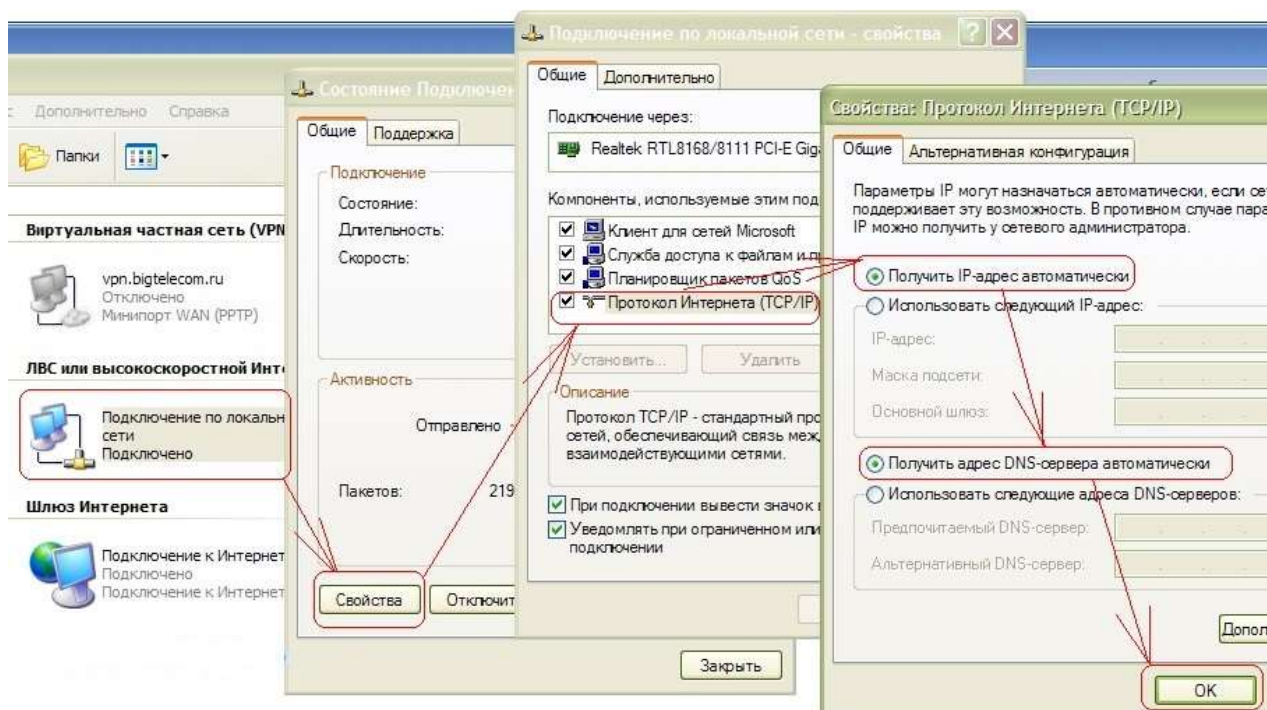 Дополнительно Справка
Папки
Виртуальная частная сеть (VPN
vpn.bigtelecom.ru
Отключено
Минипорт WAN (PPTP)
ЛВС или высокоскоростной Инт
Подключение по локальн
сети
Подключено
Шлюз Интернета
Подключение к Интернет
Подключено
Подключение к Интернет
Состояние Подключен
Общие Поддержка
Подключение
Состояние:
Длительность:
Скорость:
Активность
Отправлено
Пакетов: 219
Свойства Отключит
Закрыть
Подключение по локальной сети - свойства
Общие Дополнительно
Подключение через:
Realtek RTL8168/8111 PCI-E Giga
Компоненты, используемые этим под
Клиент для сетей Microsoft
Служба доступа к файлам и п
Планировщик пакетов QoS
Протокол Интернета (TCP/IP)
Установить... Удалить
Описание
Протокол TCP/IP - стандартный про
сетей, обеспечивающий связь меж
взаимодействующими сетями.
При подключении вывести значок
Уведомлять при ограниченном или
подключении
Свойства: Протокол Интернета (TCP/IP)
Общие Альтернативная конфигурация
Параметры IP могут назначаться автоматически, если се
поддерживает эту возможность. В противном случае пара
IP можно получить у сетевого администратора.
Получить IP-адрес автоматически
Использовать следующий IP-адрес:
IP-адрес:
Маска подсети:
Основной шлюз:
Получить адрес DNS-сервера автоматически
Использовать следующие адреса DNS-серверов:
Предпочитаемый DNS-сервер:
Альтернативный DNS-сервер:
Допол
OK